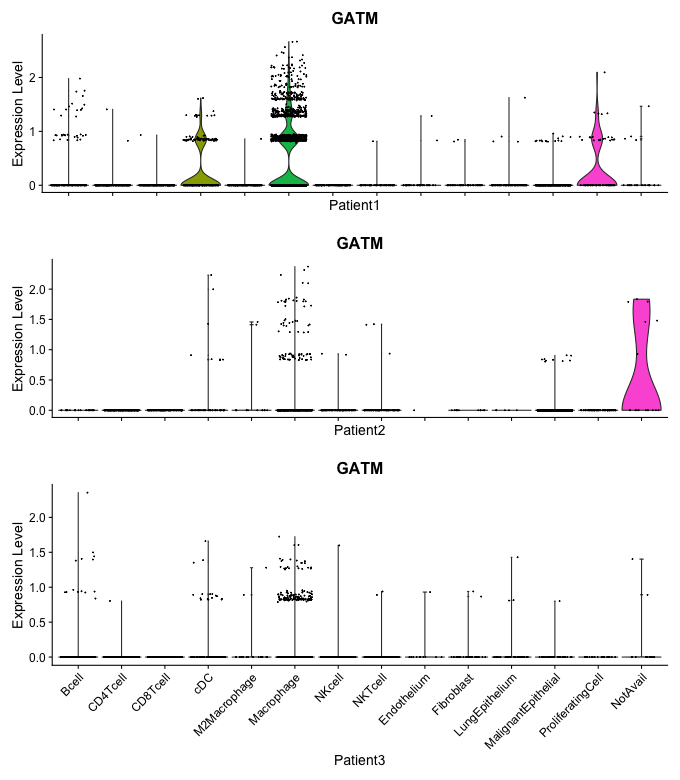 GATM
Expression Level
2
1
0
Patient1
GATM
Expression Level
2.0
1.5
1.0
0.5
0.0
Patient2
GATM
Expression Level
2.0
1.5
1.0
0.5
0.0
Bcell
CD4Tcell
CD8Tcell
cDC
M2Macrophage
Macrophage
NKcell
NKTcell
Endothelium
Fibroblast
LungEpithelium
MalignantEpithelial
ProliferatingCell
NotAvail
Patient3